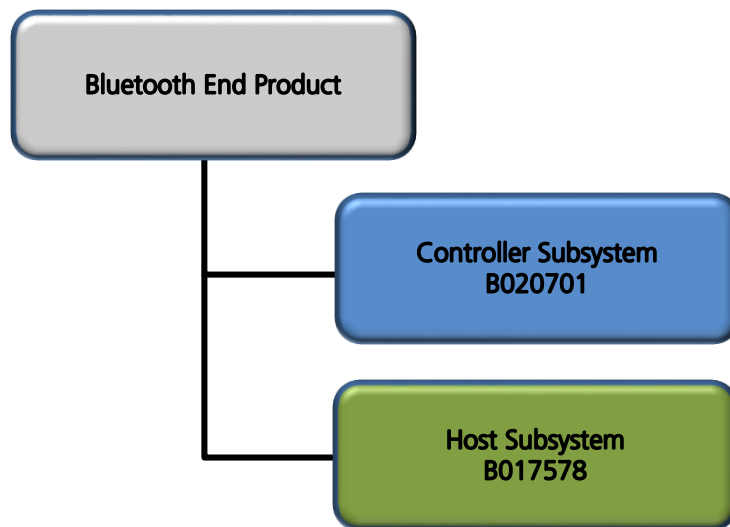 Bluetooth End Product
Controller Subsystem
B020701
Host Subsystem
B017578